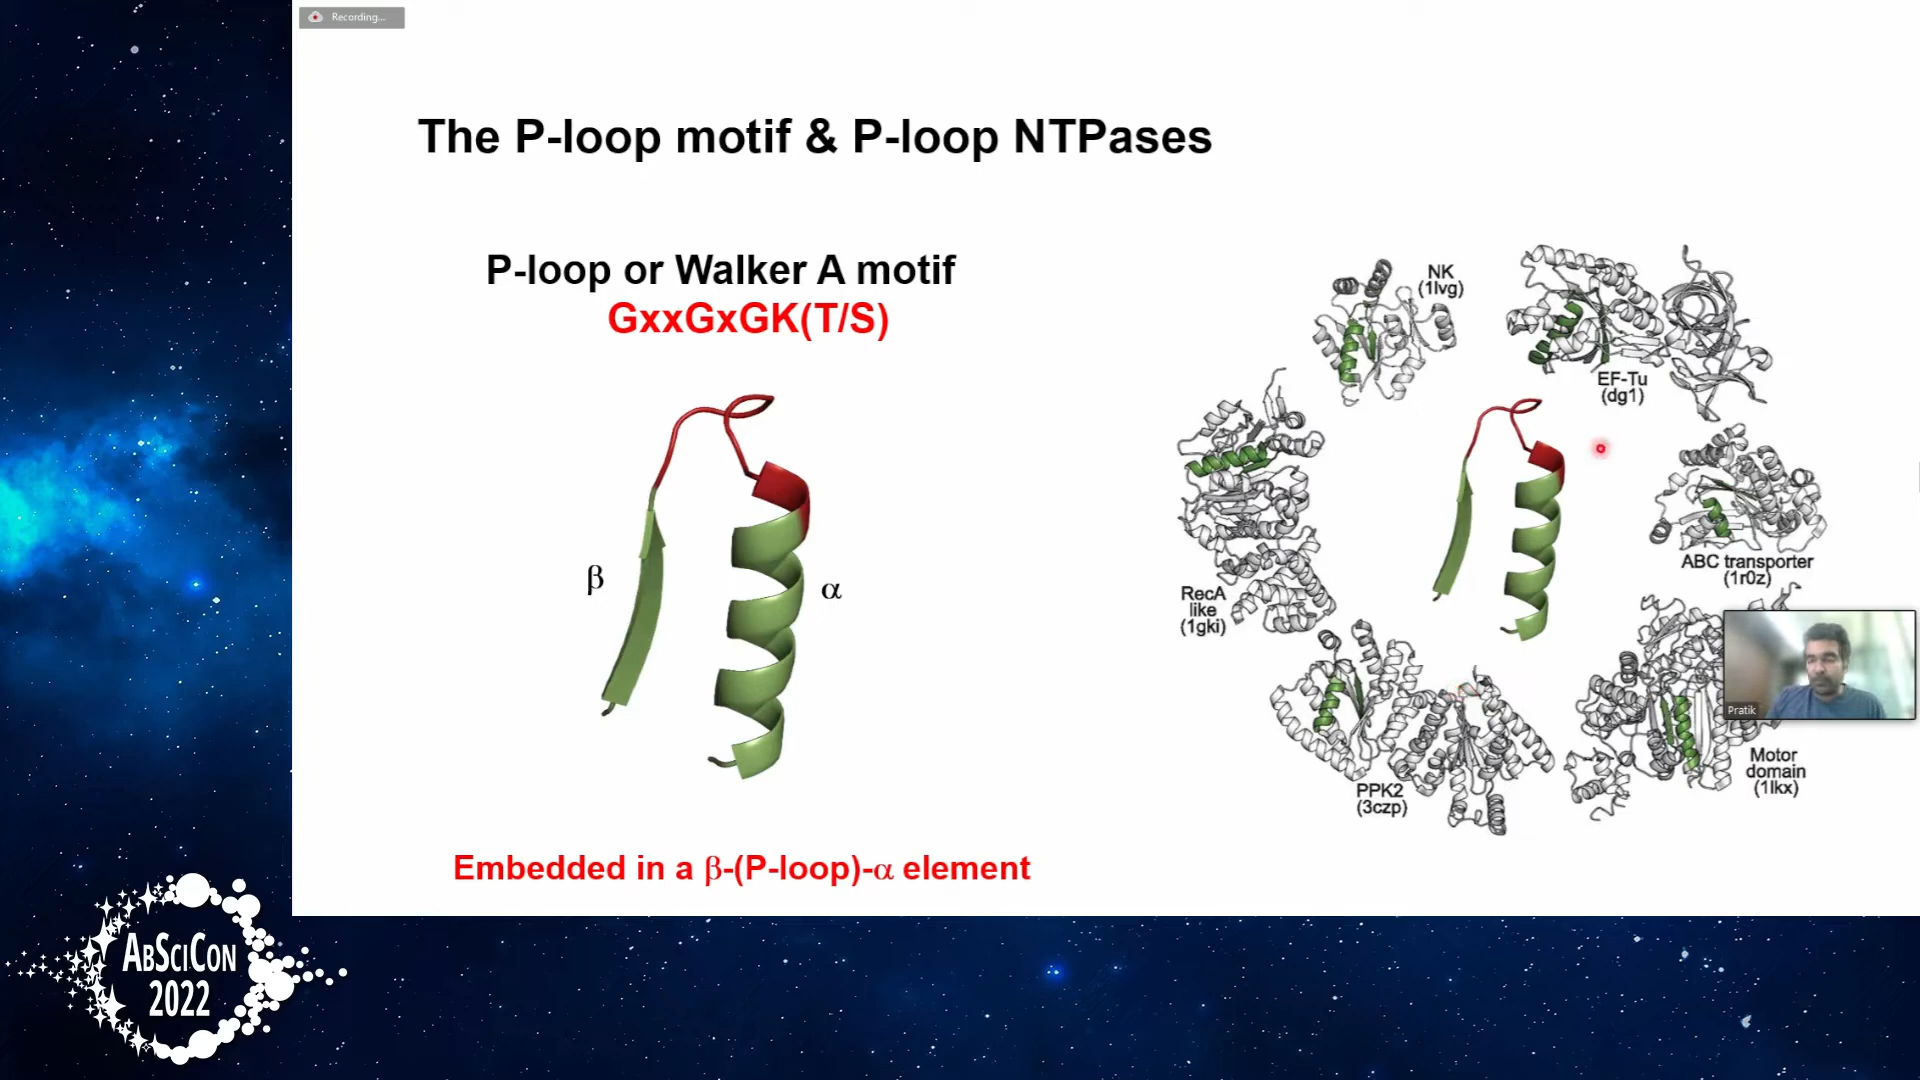 Recording...
The P-loop motif & P-loop NTPases
P-loop or Walker A motif
GxxGxGK(T/S)
β
α
Embedded in a β-(P-loop)-α element
NK
(1lvg)
EF-Tu
(dg1)
ABC transporter
(1r0z)
Motor
domain
(1lkx)
PPK2
(3czp)
RecA
like
(1gki)
Pratik
ABSCICON
2022